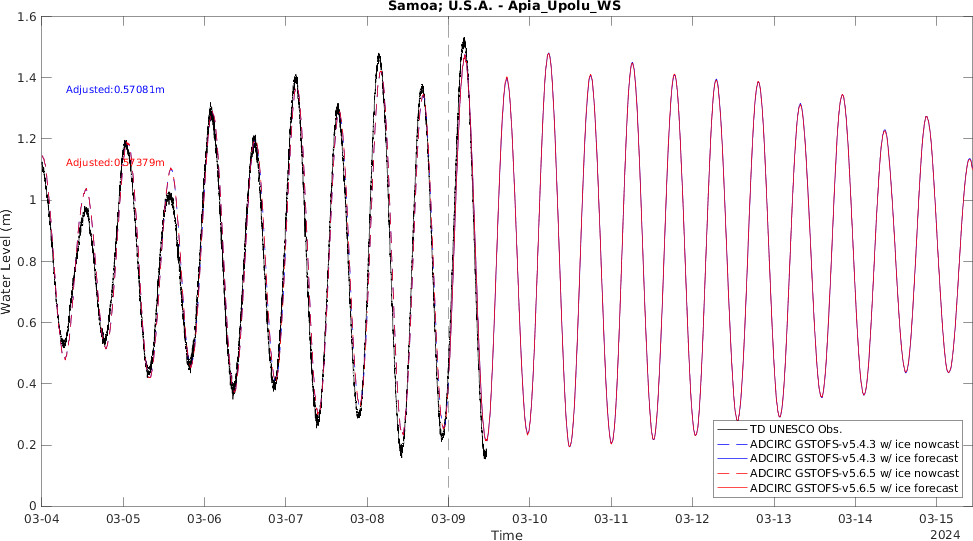 Samoa; U.S.A. - Apia_Upolu_WS
1.6
1.4
1.2
1
0.8
0.6
0.4
0.2
0
Water Level (m)
Adjusted:0.57081m
Adjusted:0.57379m
TD UNESCO Obs.
ADCIRC GSTOFS-v5.4.3 w/ ice nowcast
ADCIRC GSTOFS-v5.4.3 w/ ice forecast
ADCIRC GSTOFS-v5.6.5 w/ ice nowcast
ADCIRC GSTOFS-v5.6.5 w/ ice forecast
03-04 03-05 03-06 03-07 03-08 03-09 03-10 03-11 03-12 03-13 03-14 03-15
Time
2024